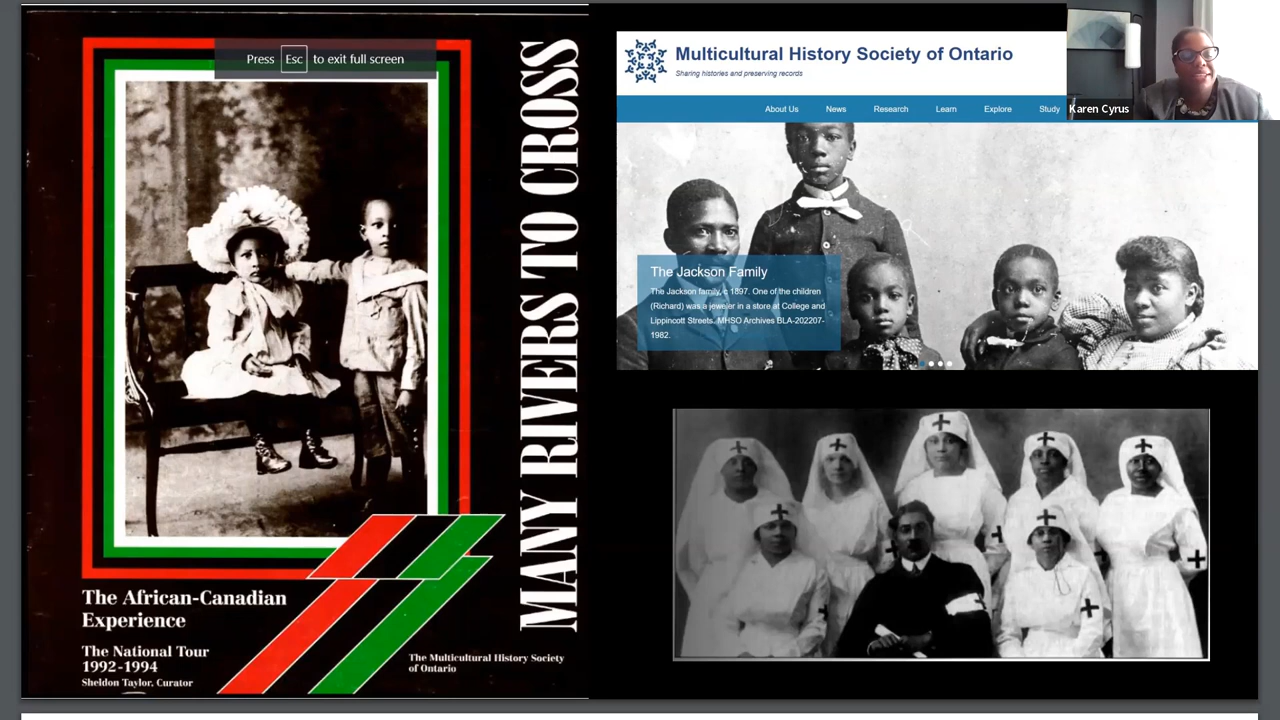 Press Esc to exit full screen
MANY RIVERS TO CROSS
The African-Canadian
Experience
The National Tour
1992-1994
Sheldon Taylor, Curator
The Multicultural History Society
of Ontario
Multicultural History Society of Ontario
Sharing histories and preserving records
About Us News Research Learn Explore Study
Karen Cyrus
The Jackson Family
The Jackson family, c 1897. One of the children
(Richard) was a jeweler in a store at College and
Lippincott Streets. MHSO Archives BLA-202207-
1982.